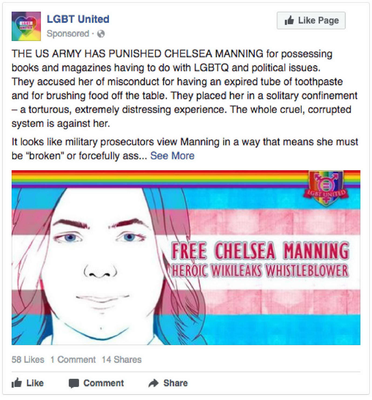 LGBT United
Sponsored ·
Like Page
THE US ARMY HAS PUNISHED CHELSEA MANNING for possessing
books and magazines having to do with LGBTQ and political issues.
They accused her of misconduct for having an expired tube of toothpaste
and for brushing food off the table. They placed her in a solitary confinement
– a torturous, extremely distressing experience. The whole cruel, corrupted
system is against her.
It looks like military prosecutors view Manning in a way that means she must
be “broken” or forcefully ass... See More
LGBT UNITED
FREE CHELSEA MANNING
HEROIC WIKILEAKS WHISTLEBLOWER
58 Likes 1 Comment 14 Shares
Like Comment Share